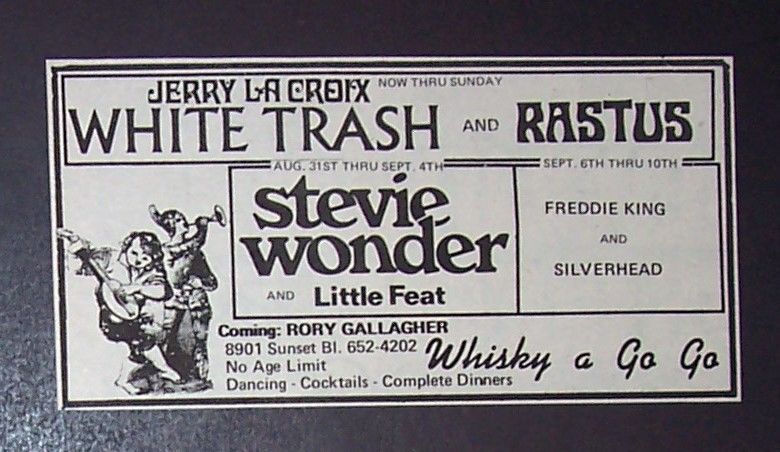 JERRY LA CROIX NOW THRU SUNDAY
WHITE TRASH AND RASTUS
AUG. 31ST THRU SEPT. 4TH
stevie
wonder
AND Little Feat
SEPT. 6TH THRU 10TH
FREDDIE KING
AND
SILVERHEAD
Coming: RORY GALLAGHER
8901 Sunset Bl. 652-4202
No Age Limit
Dancing - Cocktails - Complete Dinners
Whisky a Go Go